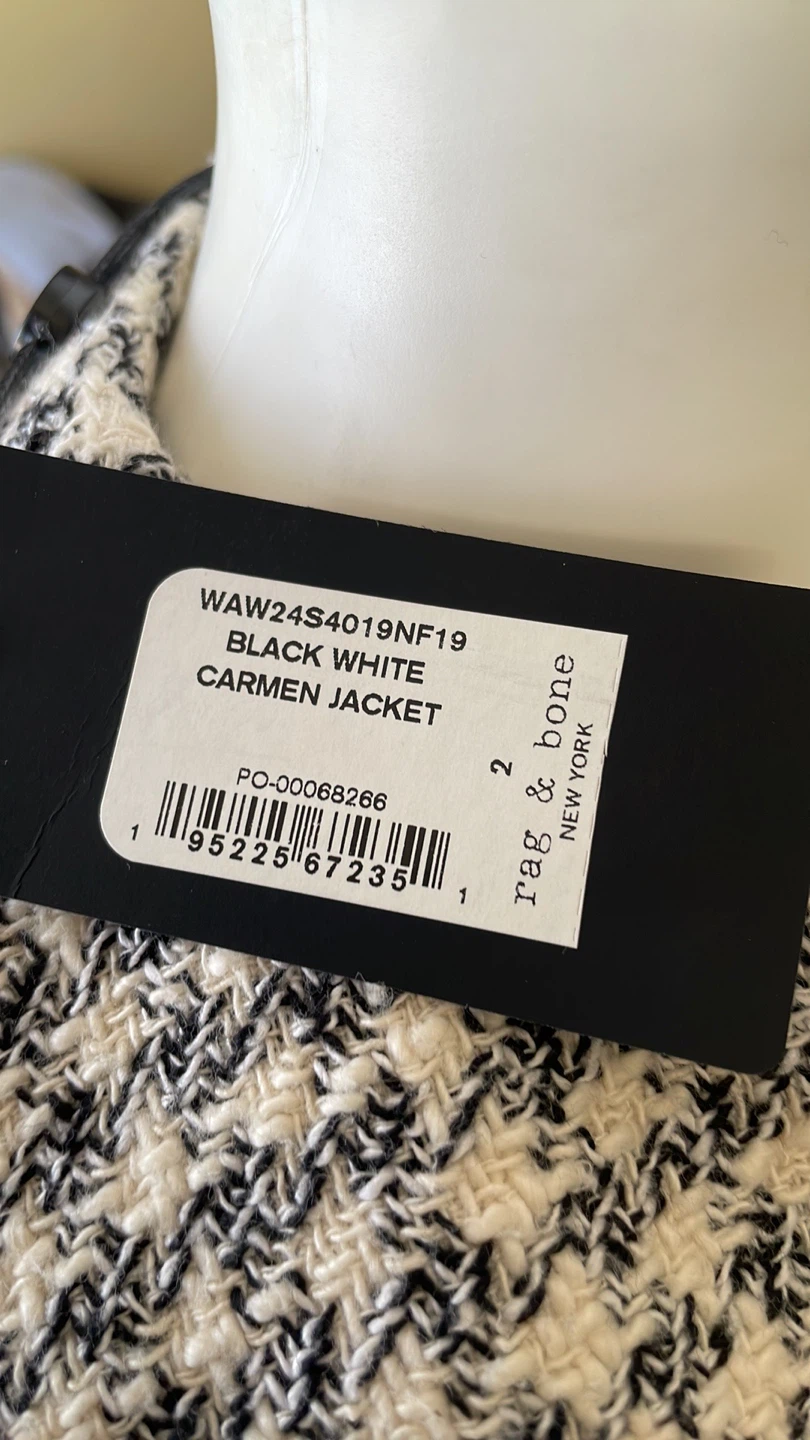 WAW24S4019NF19
BLACK WHITE
CARMEN JACKET
PO-00068266
1 95225 67235 1
2
rag & bone
NEW YORK